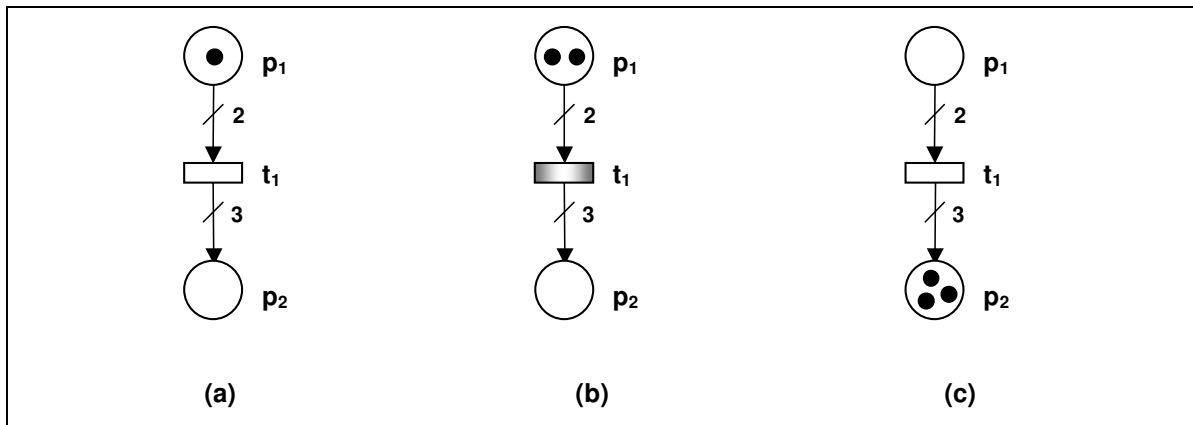 p₁ p₁ p₁
2 2 2
t₁ t₁ t₁
3 3 3
p₂ p₂ p₂
(a) (b) (c)